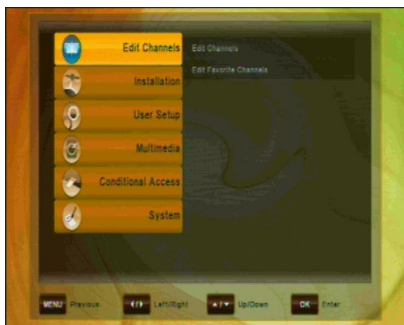 Edit Channels
Installation
User Setup
Multimedia
Conditional Access
System
Edit Channels
Edit Favorite Channels
MENU Previous Left/Right Up/Down OK Enter